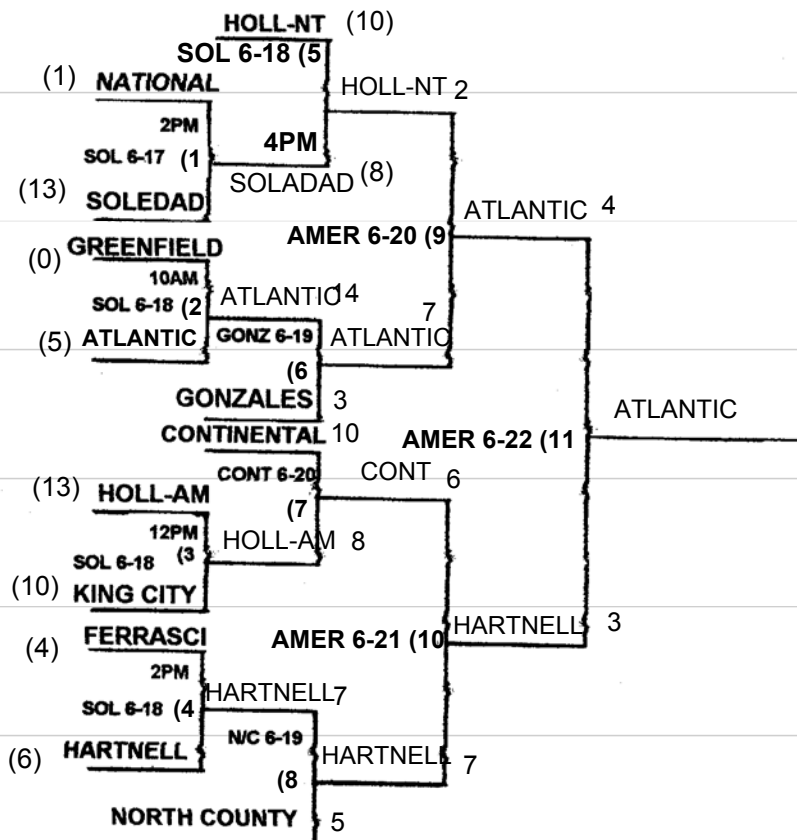 HOLL-NT (10)
SOL 6-18 (5
(1) NATIONAL
HOLL-NT 2
2PM
4PM
SOL 6-17 (1
SOLADAD (8)
(13) SOLEDAD
ATLANTIC 4
AMER 6-20 (9
(0) GREENFIELD
10AM
SOL 6-18 (2
ATLANTIC 14
7
(5) ATLANTIC
GONZ 6-19
ATLANTIC
(6
GONZALES 3
ATLANTIC
CONTINENTAL 10
AMER 6-22 (11
CONT 6-20
CONT 6
(13) HOLL-AM
(7
12PM
HOLL-AM 8
SOL 6-18 (3
(10) KING CITY
HARTNELL 3
(4) FERRASCI
AMER 6-21 (10
2PM
HARTNELL 7
SOL 6-18 (4
N/C 6-19
(6) HARTNELL
HARTNELL 7
(8
NORTH COUNTY 5